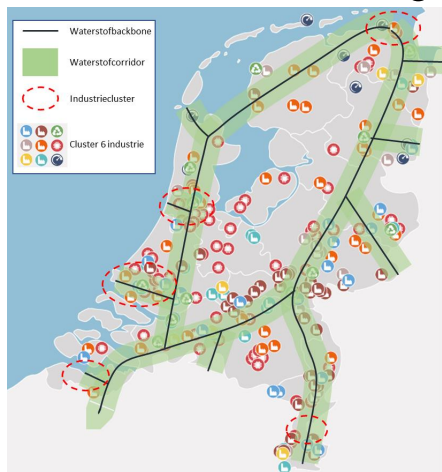 Waterstofbackbone
Waterstofcorridor
Industriecluster
Cluster 6 industrie